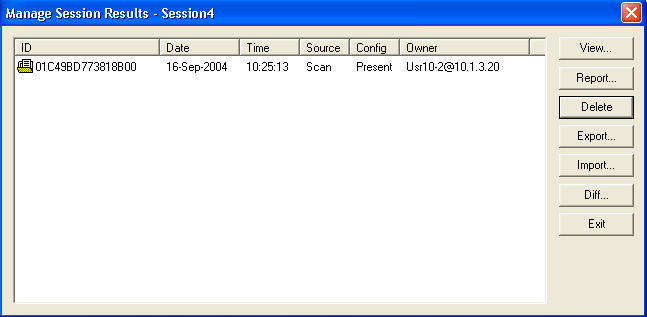 Manage Session Results - Session4
ID Date Time Source Config Owner
01C49BD773818B00 16-Sep-2004 10:25:13 Scan Present Usr10-2@10.1.3.20
View...
Report...
Delete
Export...
Import...
Diff...
Exit